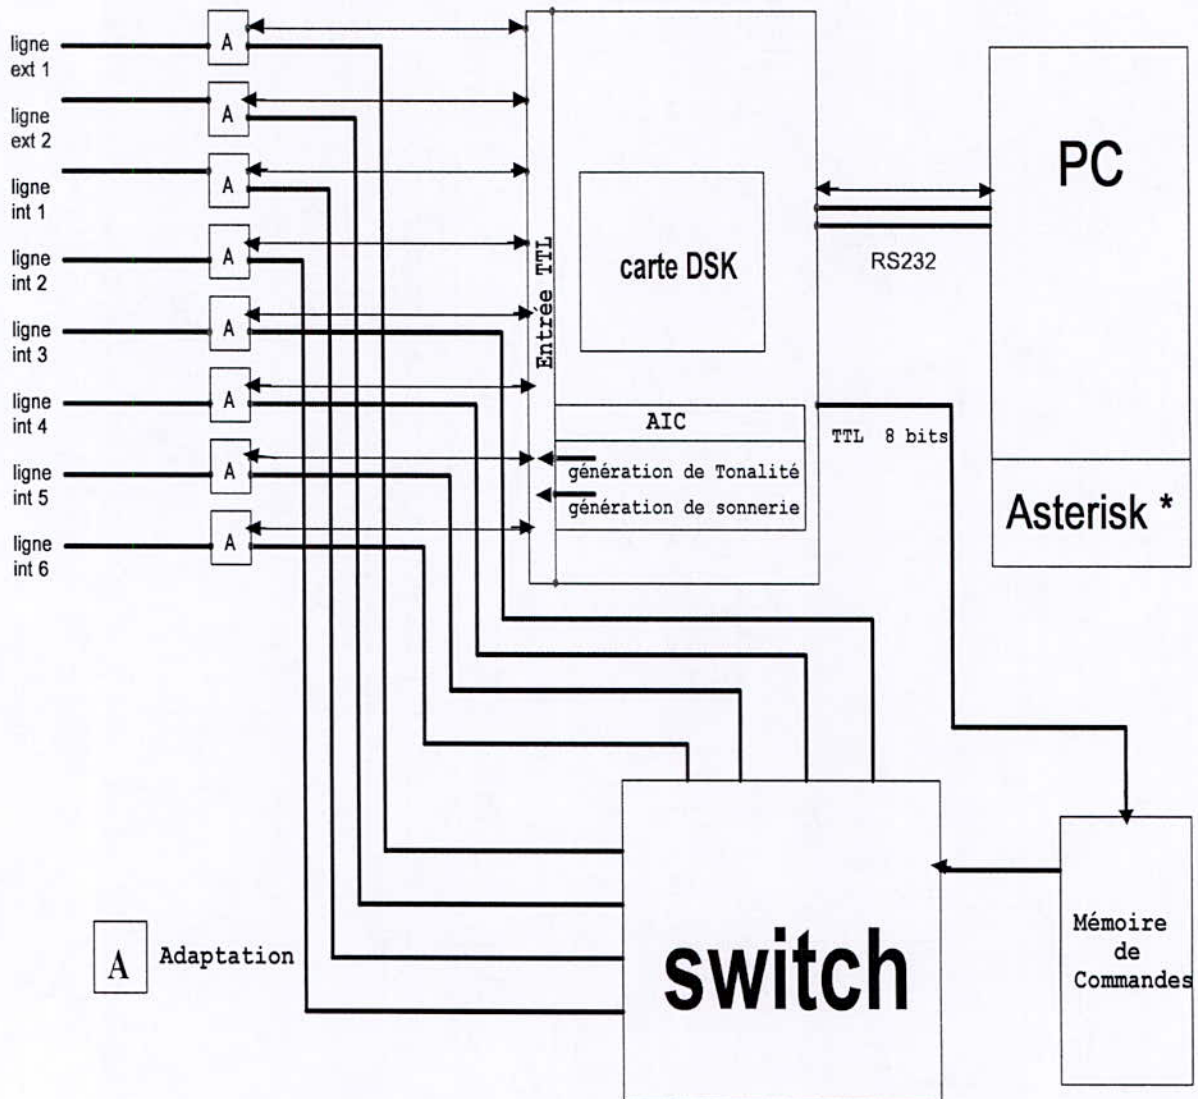 ligne
ext 1
A
ligne
ext 2
A
ligne
int 1
A
ligne
int 2
A
ligne
int 3
A
ligne
int 4
A
ligne
int 5
A
ligne
int 6
A
Entrée TTL
carte DSK
AIC
génération de Tonalité
génération de sonnerie
RS232
TTL 8 bits
PC
Asterisk *
A
Adaptation
switch
Mémoire
de
Commandes